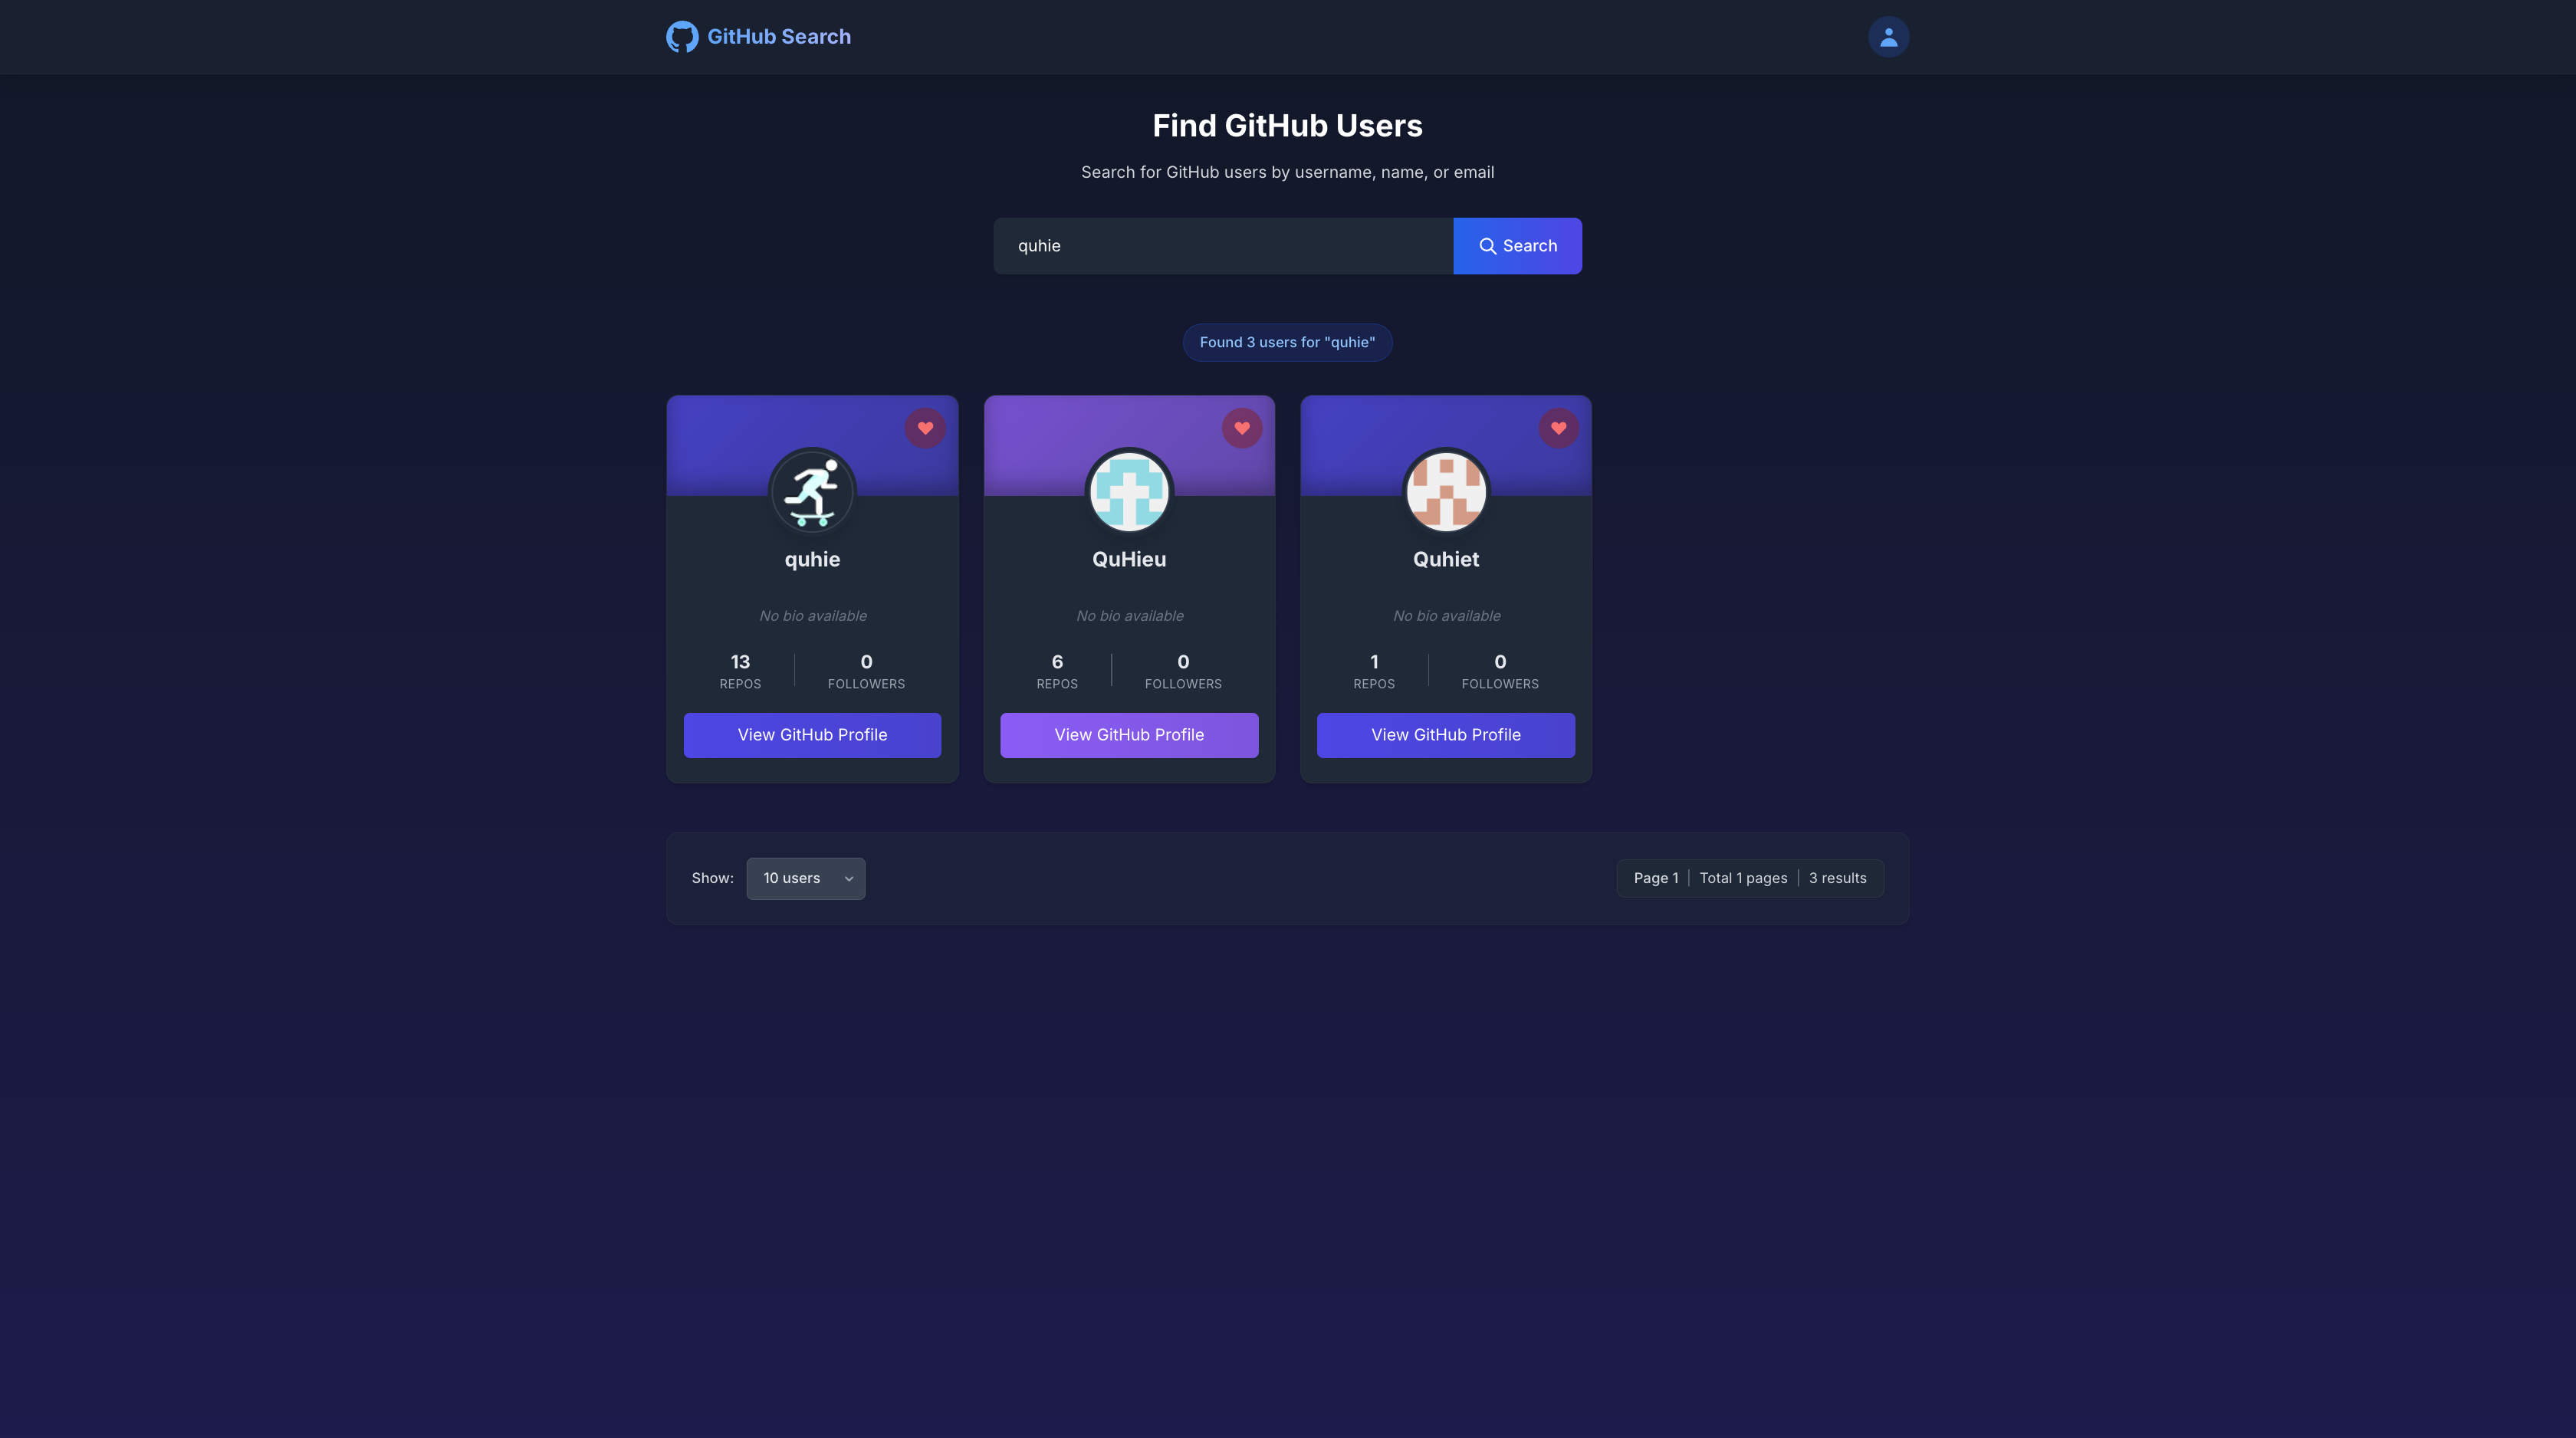 GitHub Search
Find GitHub Users
Search for GitHub users by username, name, or email
quhie
Search
Found 3 users for "quhie"
quhie
No bio available
13
0
REPOS
FOLLOWERS
View GitHub Profile
QuHieu
No bio available
6
0
REPOS
FOLLOWERS
View GitHub Profile
Quhiet
No bio available
1
0
REPOS
FOLLOWERS
View GitHub Profile
Show:
10 users
Page 1
Total 1 pages
3 results